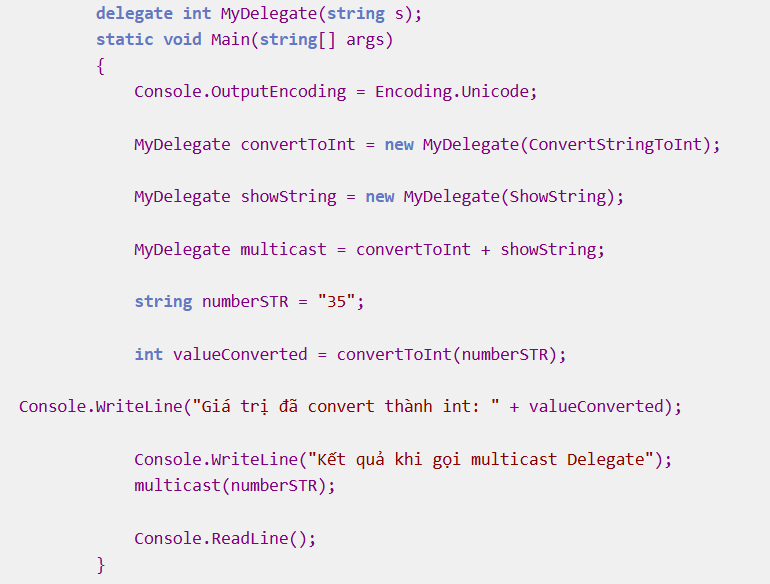 delegate int MyDelegate(string s);
static void Main(string[] args)
{
Console.OutputEncoding = Encoding.Unicode;
MyDelegate convertToInt = new MyDelegate(ConvertStringToInt);
MyDelegate showString = new MyDelegate(ShowString);
MyDelegate multicast = convertToInt + showString;
string numberSTR = "35";
int valueConverted = convertToInt(numberSTR);
Console.WriteLine("Giá trị đã convert thành int: " + valueConverted);
Console.WriteLine("Kết quả khi gọi multicast Delegate");
multicast(numberSTR);
Console.ReadLine();
}